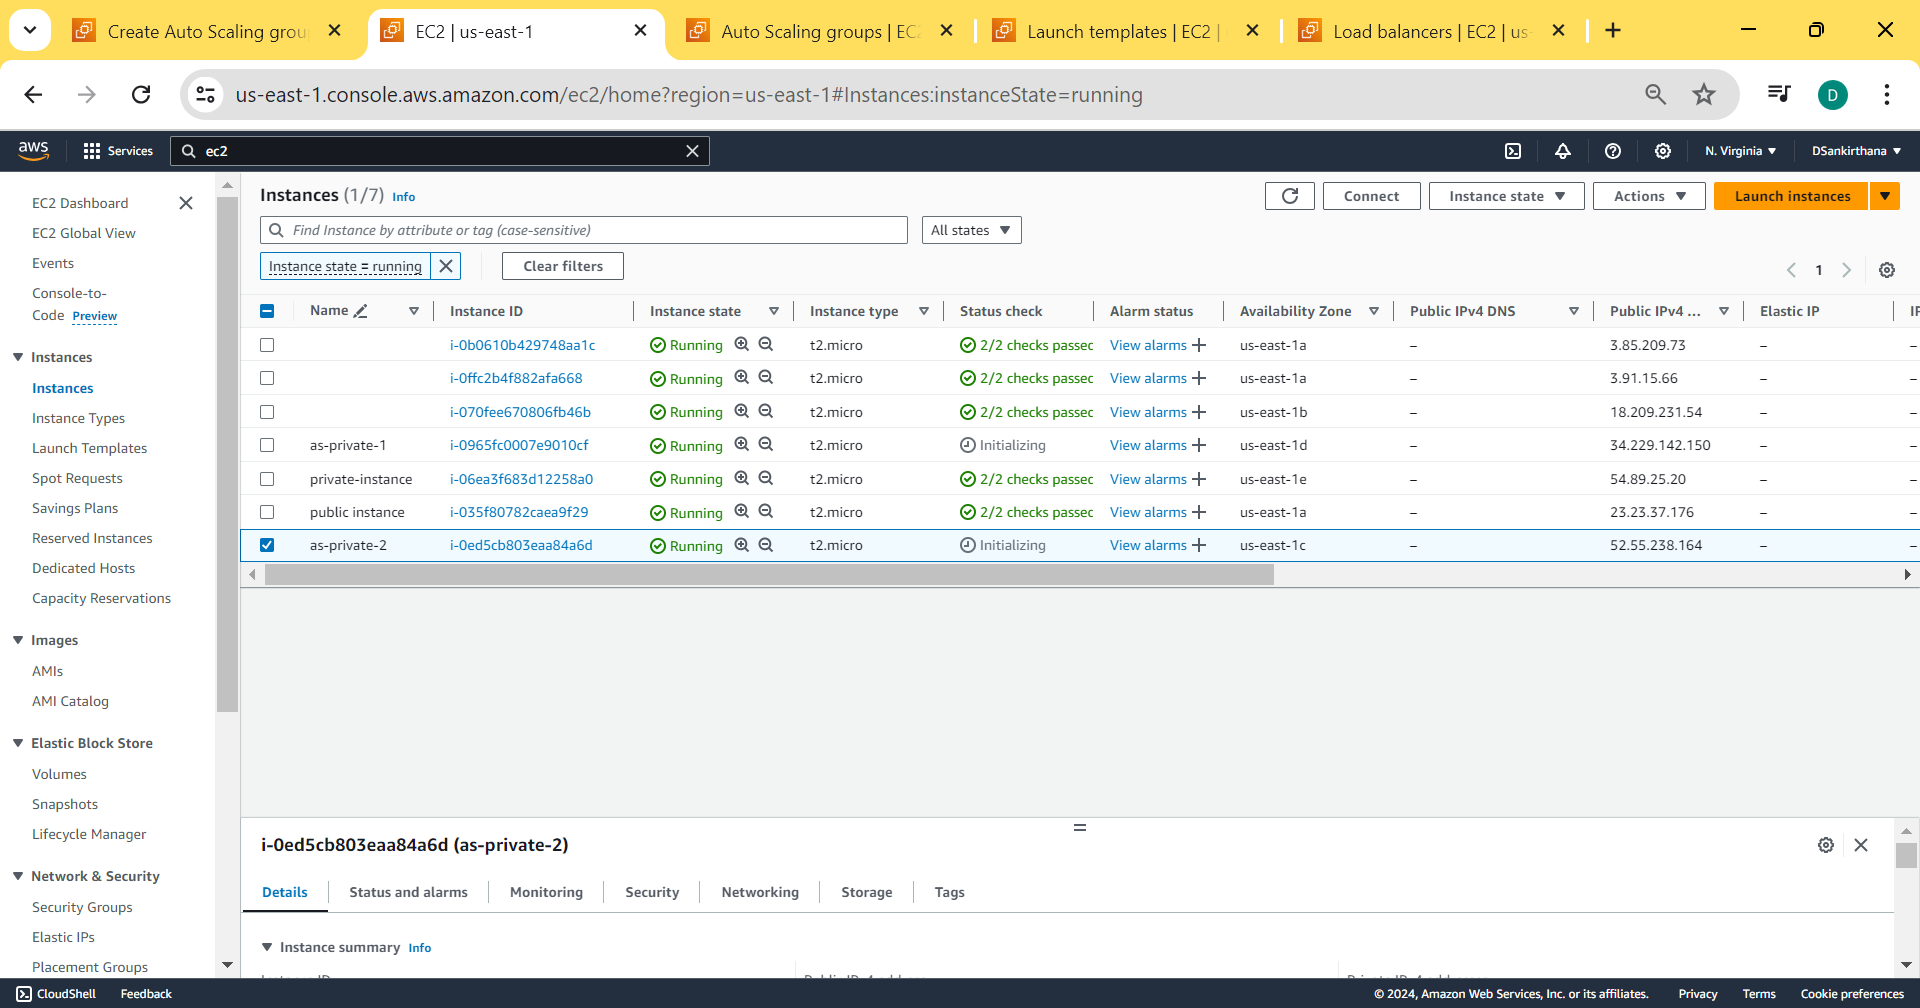 Create Auto Scaling grou
EC2 | us-east-1
Auto Scaling groups | EC
Launch templates | EC2 |
Load balancers | EC2 | us-
us-east-1.console.aws.amazon.com/ec2/home?region=us-east-1#Instances:instanceState=running
D
aws
Services
ec2
N. Virginia
DSankirthana
EC2 Dashboard
EC2 Global View
Events
Console-to-
Code Preview
Instances
Instances
Instance Types
Launch Templates
Spot Requests
Savings Plans
Reserved Instances
Dedicated Hosts
Capacity Reservations
Images
AMIs
AMI Catalog
Elastic Block Store
Volumes
Snapshots
Lifecycle Manager
Network & Security
Security Groups
Elastic IPs
Placement Groups
Instances (1/7) Info
Connect
Instance state
Actions
Launch instances
Find Instance by attribute or tag (case-sensitive)
All states
Instance state = running
Clear filters
1
Name Instance ID Instance state Instance type Status check Alarm status Availability Zone Public IPv4 DNS Public IPv4 ... Elastic IP IP
i-0b0610b429748aa1c Running t2.micro 2/2 checks passec View alarms + us-east-1a – 3.85.209.73 – –
i-0ffc2b4f882afa668 Running t2.micro 2/2 checks passec View alarms + us-east-1a – 3.91.15.66 – –
i-070fee670806fb46b Running t2.micro 2/2 checks passec View alarms + us-east-1b – 18.209.231.54 – –
as-private-1 i-0965fc0007e9010cf Running t2.micro Initializing View alarms + us-east-1d – 34.229.142.150 – –
private-instance i-06ea3f683d12258a0 Running t2.micro 2/2 checks passec View alarms + us-east-1e – 54.89.25.20 – –
public instance i-035f80782caea9f29 Running t2.micro 2/2 checks passec View alarms + us-east-1a – 23.23.37.176 – –
as-private-2 i-0ed5cb803eaa84a6d Running t2.micro Initializing View alarms + us-east-1c – 52.55.238.164 – –
i-0ed5cb803eaa84a6d (as-private-2)
Details
Status and alarms
Monitoring
Security
Networking
Storage
Tags
Instance summary Info
CloudShell
Feedback
© 2024, Amazon Web Services, Inc. or its affiliates.
Privacy
Terms
Cookie preferences